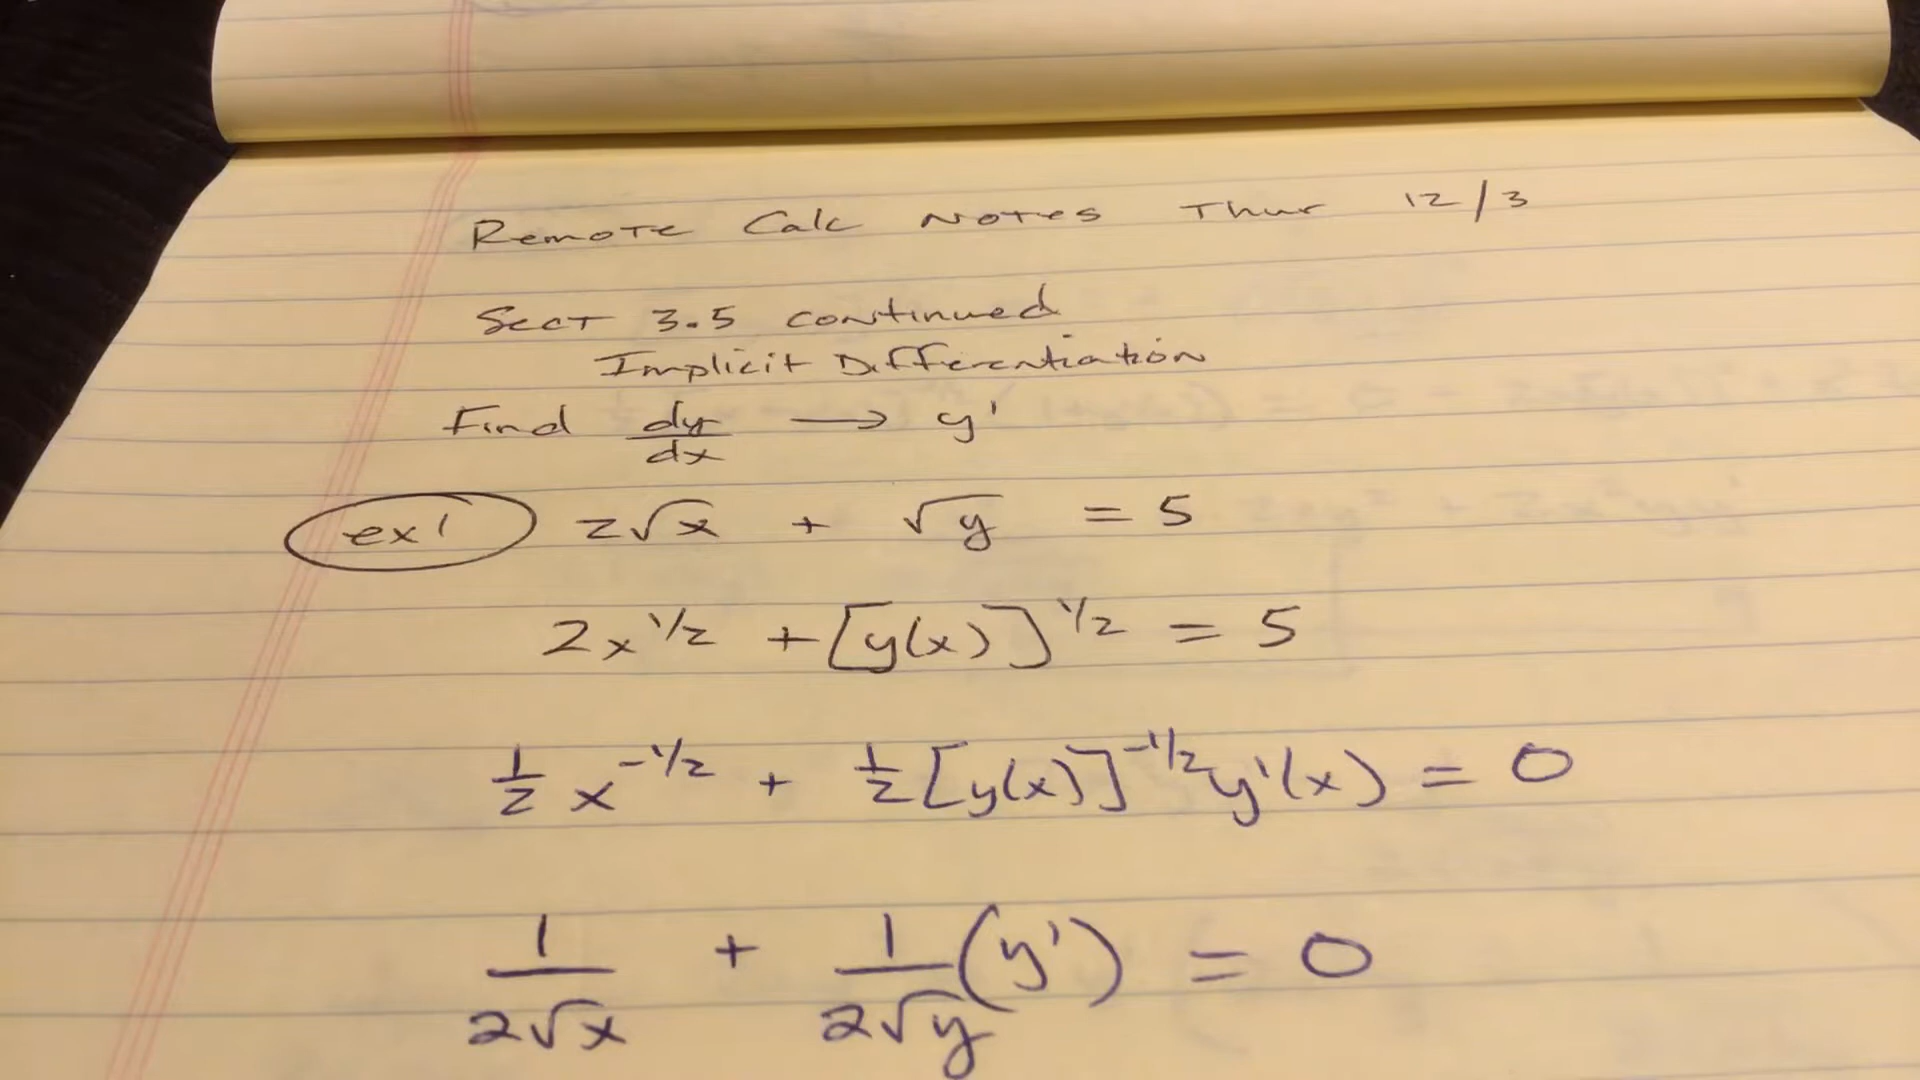 Remote Calc Notes Thur 12/3
Sect 3.5 continued
Implicit Differentiation
Find dy/dx → y'
ex 1 2√x + √y = 5
2x^1/2 + [y(x)]^1/2 = 5
1/2 x^-1/2 + 1/2 [y(x)]^-1/2 y'(x) = 0
1/2√x + 1/2√y (y') = 0